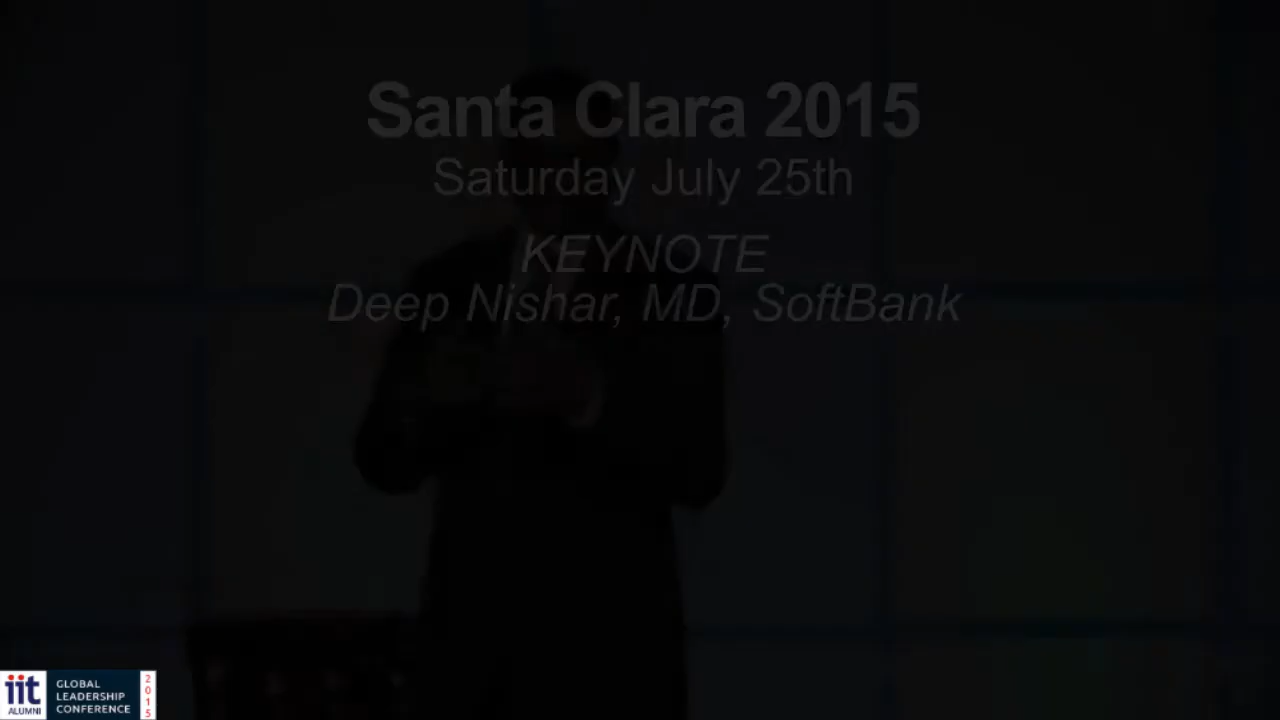 Santa Clara 2015
Saturday July 25th
KEYNOTE
Deep Nishar, MD, SoftBank
iit
ALUMNI
GLOBAL
LEADERSHIP
CONFERENCE
2015